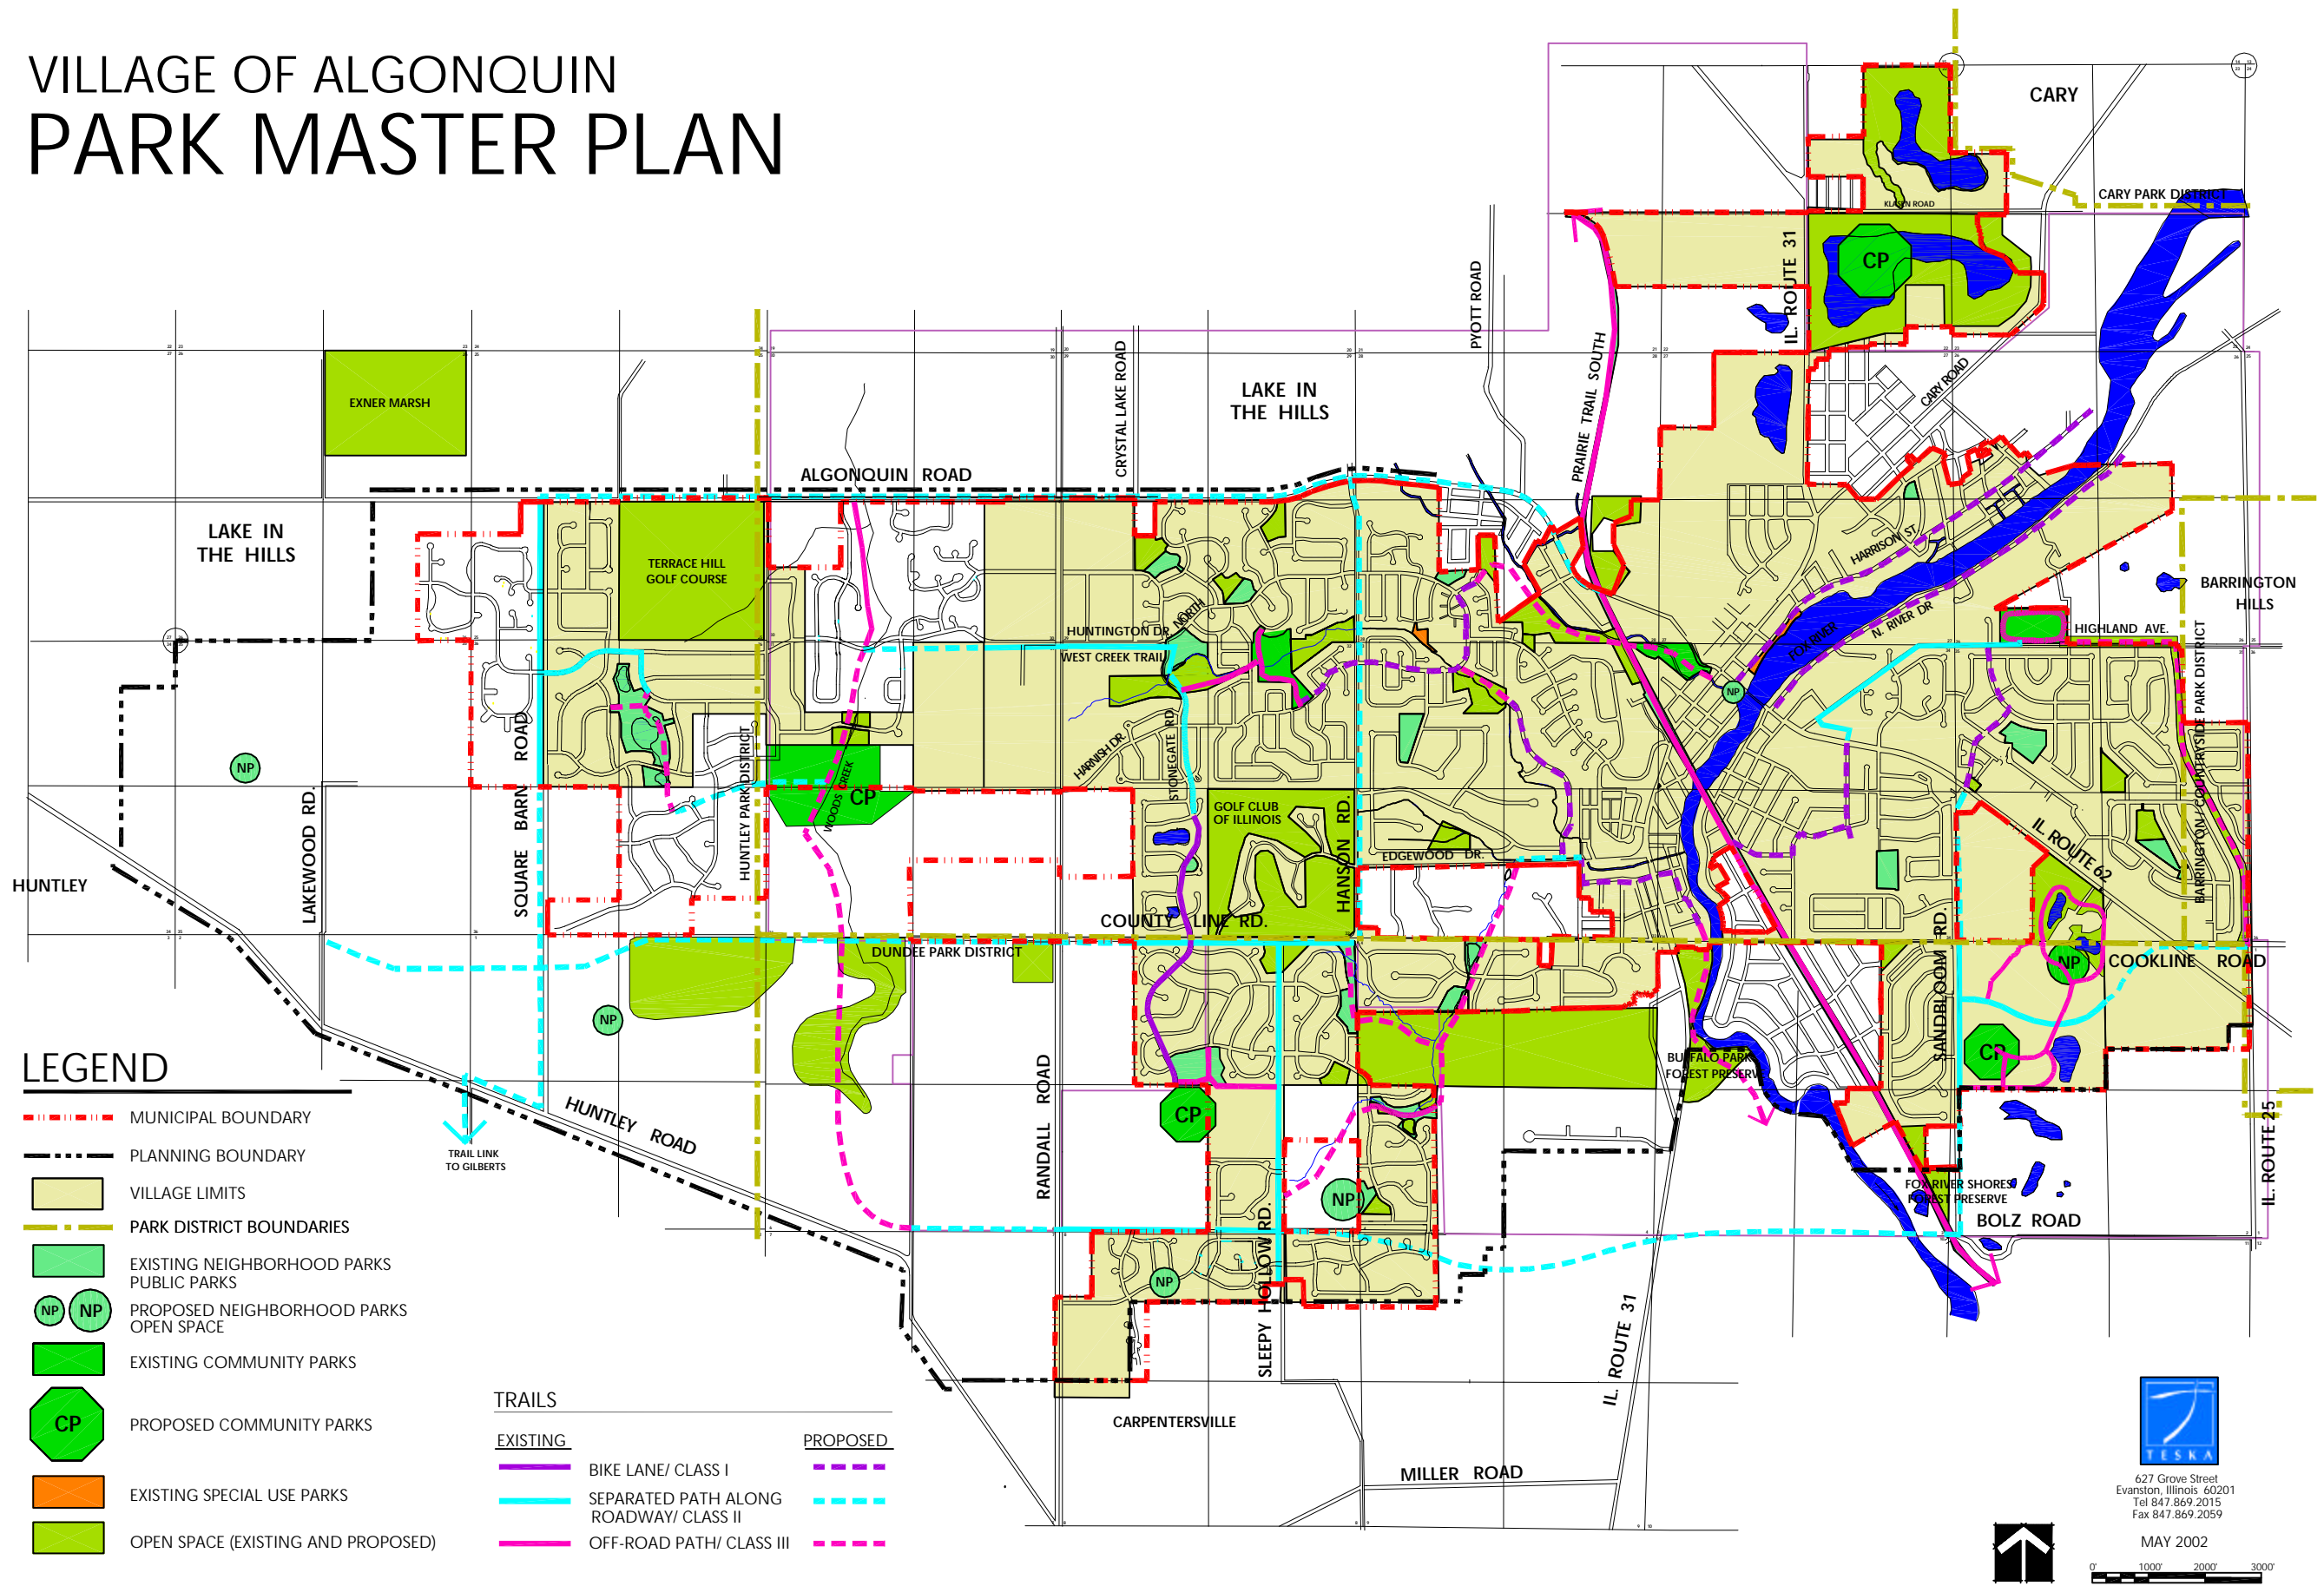 VILLAGE OF ALGONQUIN
PARK MASTER PLAN
CARY
CARY PARK DISTRICT
KLASEN ROAD
CP
IL. ROUTE 31
PYOTT ROAD
PRAIRIE TRAIL SOUTH
CARY ROAD
CRYSTAL LAKE ROAD
LAKE IN
THE HILLS
EXNER MARSH
ALGONQUIN ROAD
LAKE IN
THE HILLS
TERRACE HILL
GOLF COURSE
HARRISON ST.
BARRINGTON
HILLS
N. RIVER DR
FOX RIVER
HIGHLAND AVE.
HUNTINGTON DR.
NORTH
WEST CREEK TRAIL
NP
NP
SQUARE BARN ROAD
HUNTLEY PARK DISTRICT
HARNISH DR.
STONEGATE RD.
WOODS CREEK
CP
LAKEWOOD RD.
GOLF CLUB
OF ILLINOIS
HANSON RD.
EDGEWOOD DR.
IL ROUTE 62
BARRINGTON/COUNTRYSIDE PARK DISTRICT
HUNTLEY
COUNTY LINE RD.
DUNDEE PARK DISTRICT
SANDBLOOM RD.
NP
COOKLINE ROAD
NP
CP
BUFFALO PARK
FOREST PRESERV
HUNTLEY ROAD
TRAIL LINK
TO GILBERTS
RANDALL ROAD
CP
NP
NP
SLEEPY HOLLOW RD.
FOX RIVER SHORES
FOREST PRESERVE
BOLZ ROAD
IL. ROUTE 25
IL. ROUTE 31
CARPENTERSVILLE
MILLER ROAD
LEGEND
MUNICIPAL BOUNDARY
PLANNING BOUNDARY
VILLAGE LIMITS
PARK DISTRICT BOUNDARIES
EXISTING NEIGHBORHOOD PARKS
PUBLIC PARKS
NP NP PROPOSED NEIGHBORHOOD PARKS
OPEN SPACE
EXISTING COMMUNITY PARKS
CP PROPOSED COMMUNITY PARKS
EXISTING SPECIAL USE PARKS
OPEN SPACE (EXISTING AND PROPOSED)
TRAILS
EXISTING PROPOSED
BIKE LANE/ CLASS I
SEPARATED PATH ALONG
ROADWAY/ CLASS II
OFF-ROAD PATH/ CLASS III
TESKA
627 Grove Street
Evanston, Illinois 60201
Tel 847.869.2015
Fax 847.869.2059
MAY 2002
0' 1000' 2000' 3000'